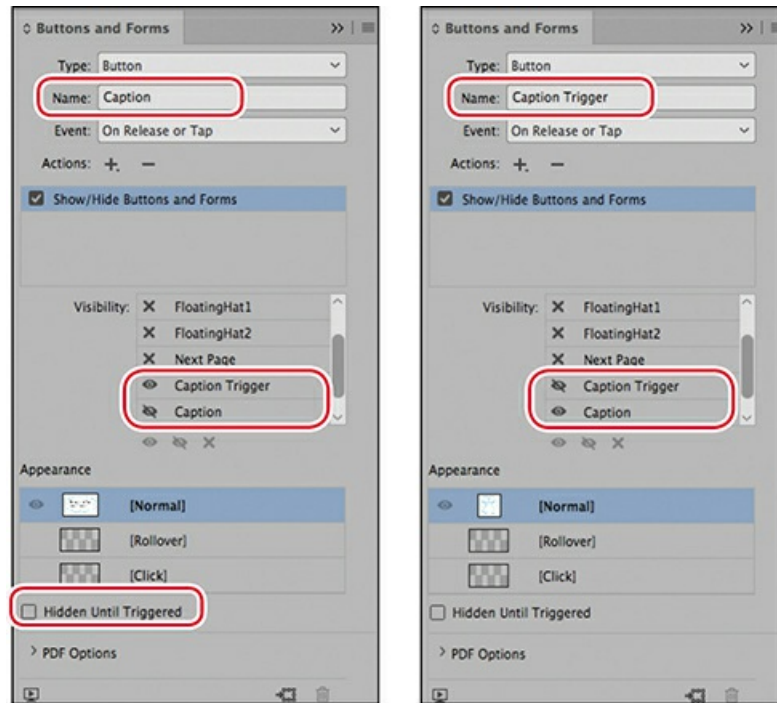 Buttons and Forms
Type: Button
Name: Caption
Event: On Release or Tap
Actions:
Show/Hide Buttons and Forms
Visibility: FloatingHat1
FloatingHat2
Next Page
Caption Trigger
Caption
Appearance
[Normal]
[Rollover]
[Click]
Hidden Until Triggered
PDF Options
Buttons and Forms
Type: Button
Name: Caption Trigger
Event: On Release or Tap
Actions:
Show/Hide Buttons and Forms
Visibility: FloatingHat1
FloatingHat2
Next Page
Caption Trigger
Caption
Appearance
[Normal]
[Rollover]
[Click]
Hidden Until Triggered
PDF Options